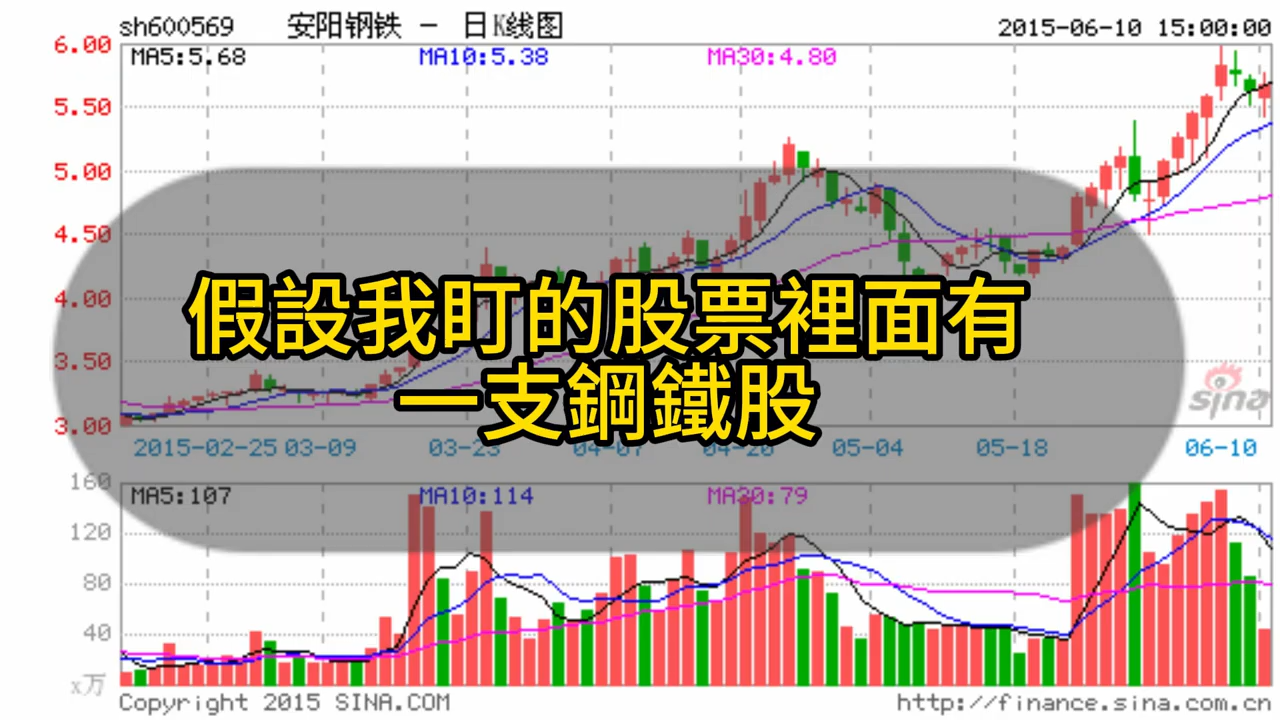 sh600569 安阳钢铁 - 日K线图 2015-06-10 15:00:00
6.00
MA5:5.68 MA10:5.38 MA30:4.80
5.50
5.00
4.50
4.00
假設我盯的股票裡面有
3.50
一支鋼鐵股
sina
3.00
2015-02-25 03-09 03-23 04-07 04-20 05-04 05-18 06-10
160
MA5:107 MA10:114 MA30:79
120
80
40
x万
Copyright 2015 SINA.COM http://finance.sina.com.cn